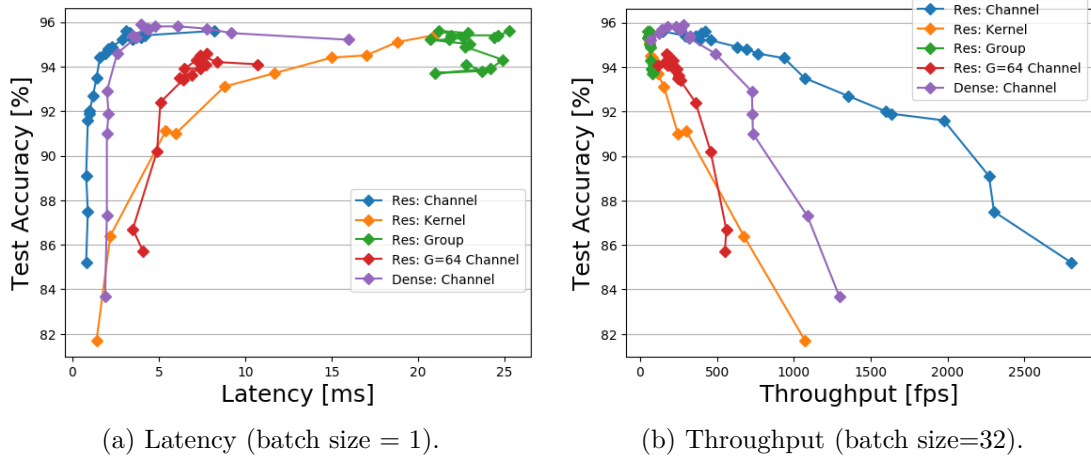 96
94
92
90
88
86
84
82
Test Accuracy [%]
0
5
10
15
20
25
Latency [ms]
Res: Channel
Res: Kernel
Res: Group
Res: G=64 Channel
Dense: Channel
(a) Latency (batch size = 1).
96
94
92
90
88
86
84
82
Test Accuracy [%]
0
500
1000
1500
2000
2500
Throughput [fps]
Res: Channel
Res: Kernel
Res: Group
Res: G=64 Channel
Dense: Channel
(b) Throughput (batch size=32).